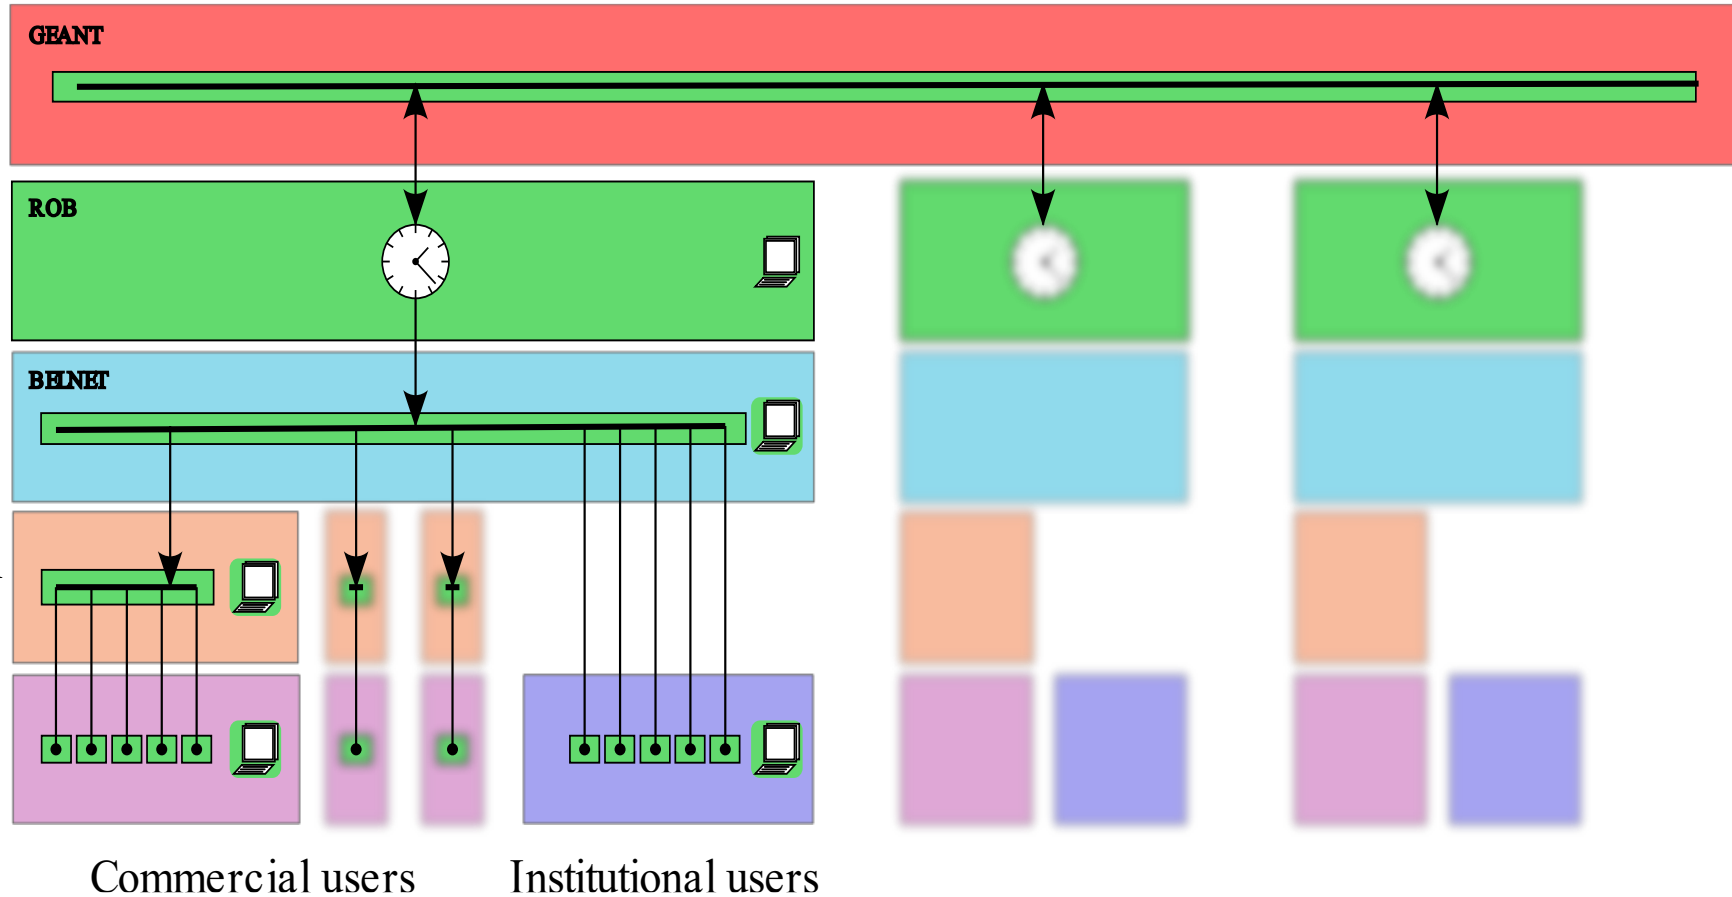 GEANT
ROB
BELNET
Commercial users
Institutional users